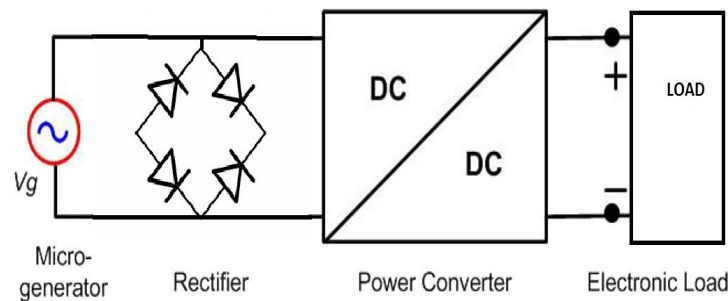 DC
DC
+
−
LOAD
Vg
Micro-
generator
Rectifier
Power Converter
Electronic Load